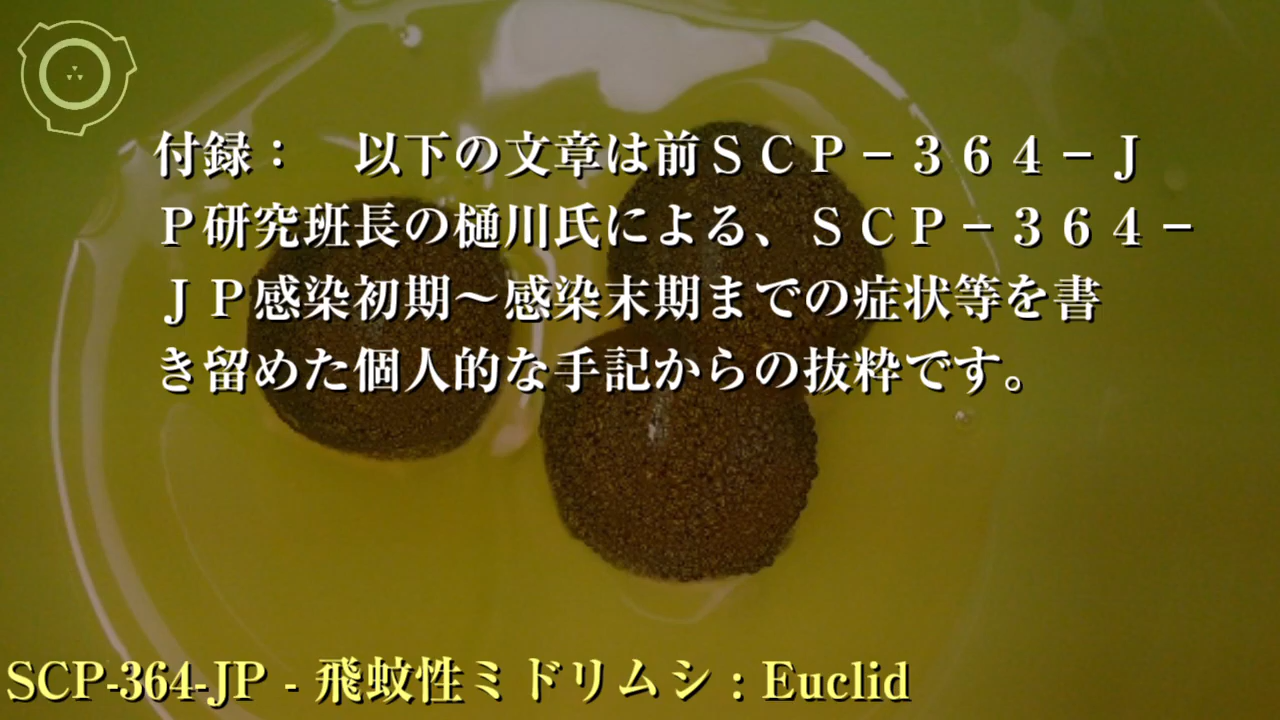 付録：　以下の文章は前ＳＣＰ－３６４－Ｊ
Ｐ研究班長の樋川氏による、ＳＣＰ－３６４－
ＪＰ感染初期～感染末期までの症状等を書
き留めた個人的な手記からの抜粋です。
SCP-364-JP - 飛蚊性ミドリムシ : Euclid